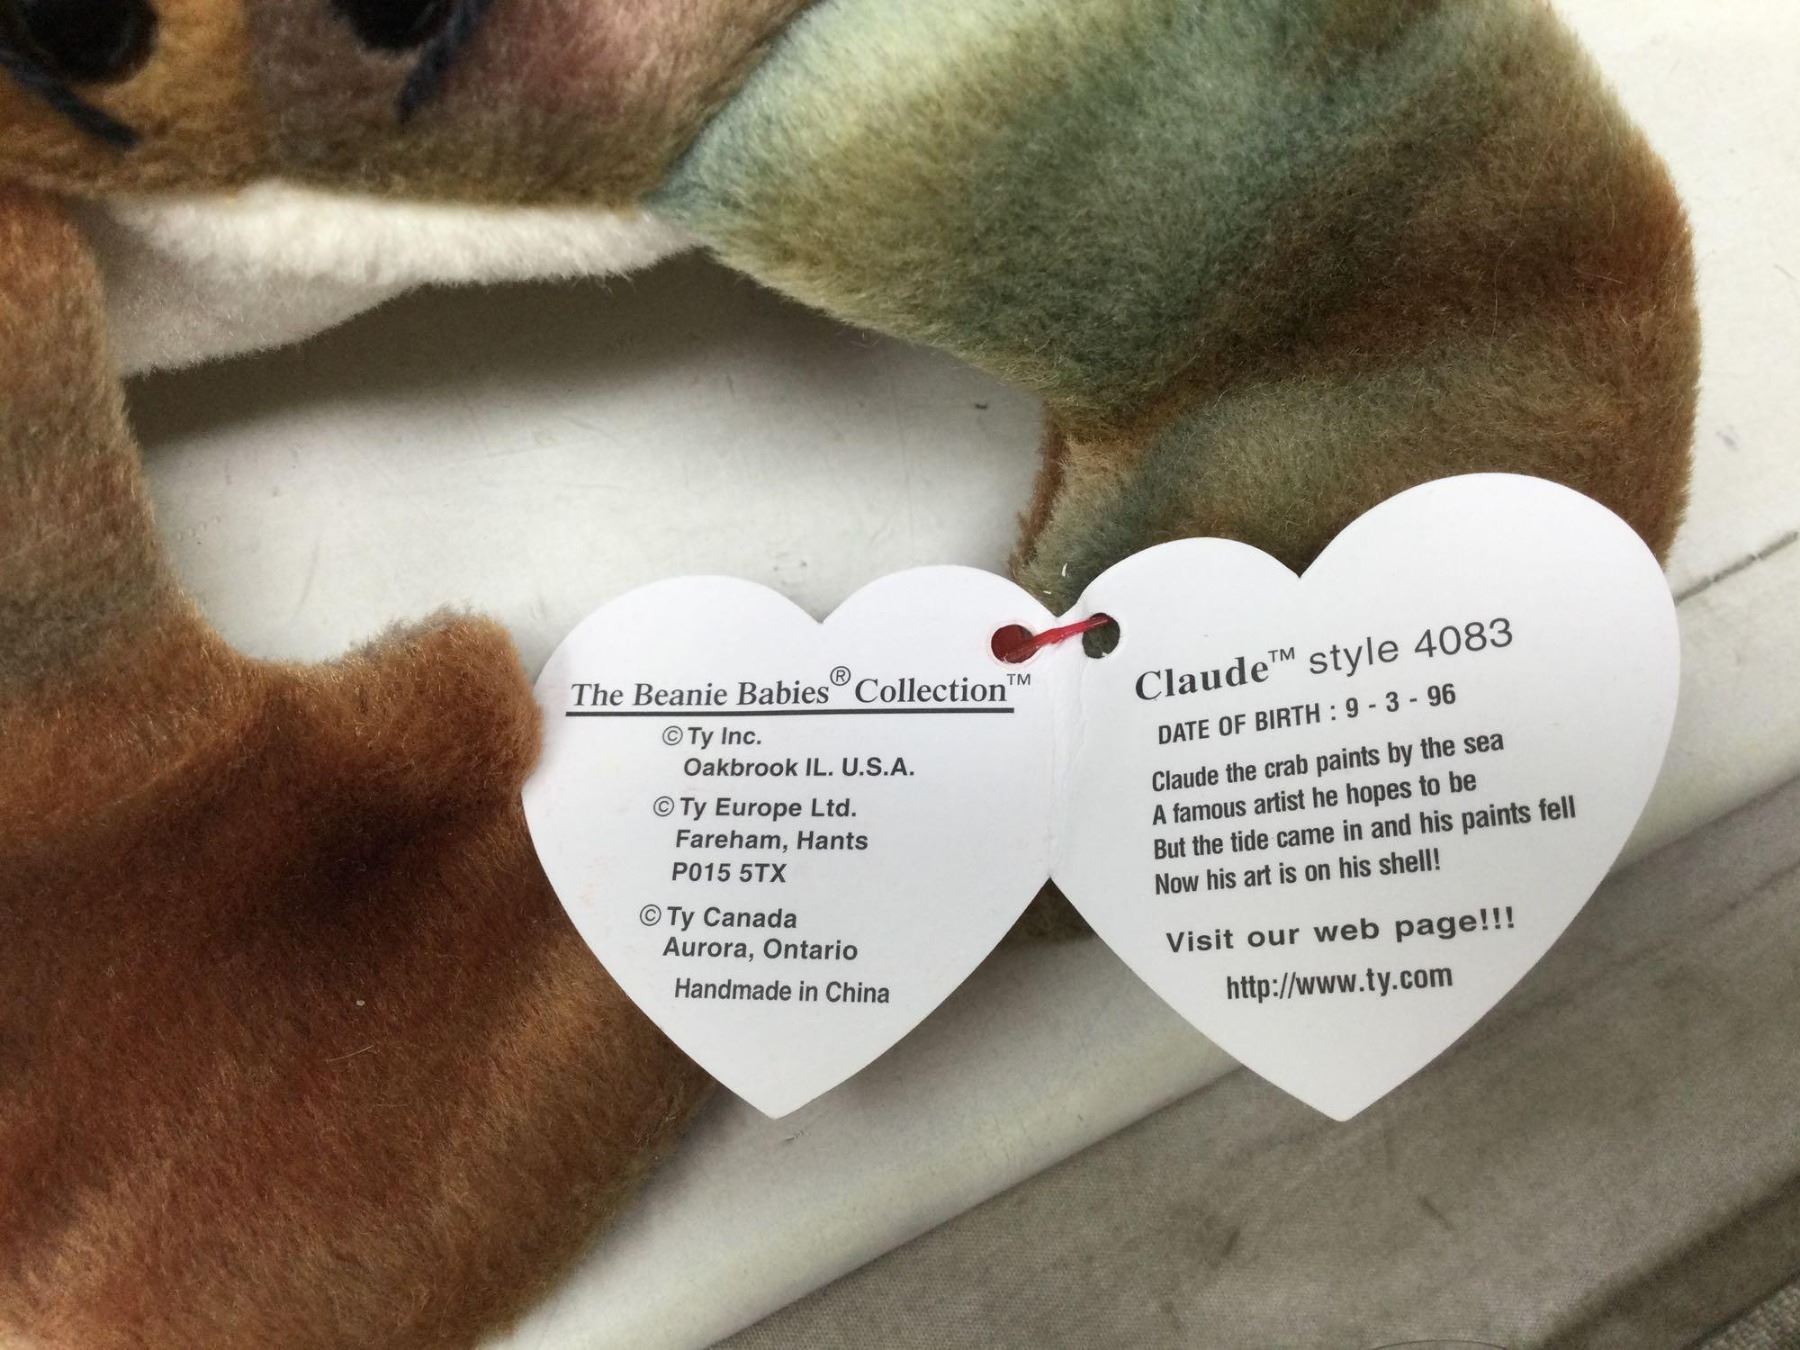 The Beanie Babies® Collection™
© Ty Inc.
Oakbrook IL. U.S.A.
© Ty Europe Ltd.
Fareham, Hants
P015 5TX
© Ty Canada
Aurora, Ontario
Handmade in China
Claude™ style 4083
DATE OF BIRTH : 9 - 3 - 96
Claude the crab paints by the sea
A famous artist he hopes to be
But the tide came in and his paints fell
Now his art is on his shell!
Visit our web page!!!
http://www.ty.com